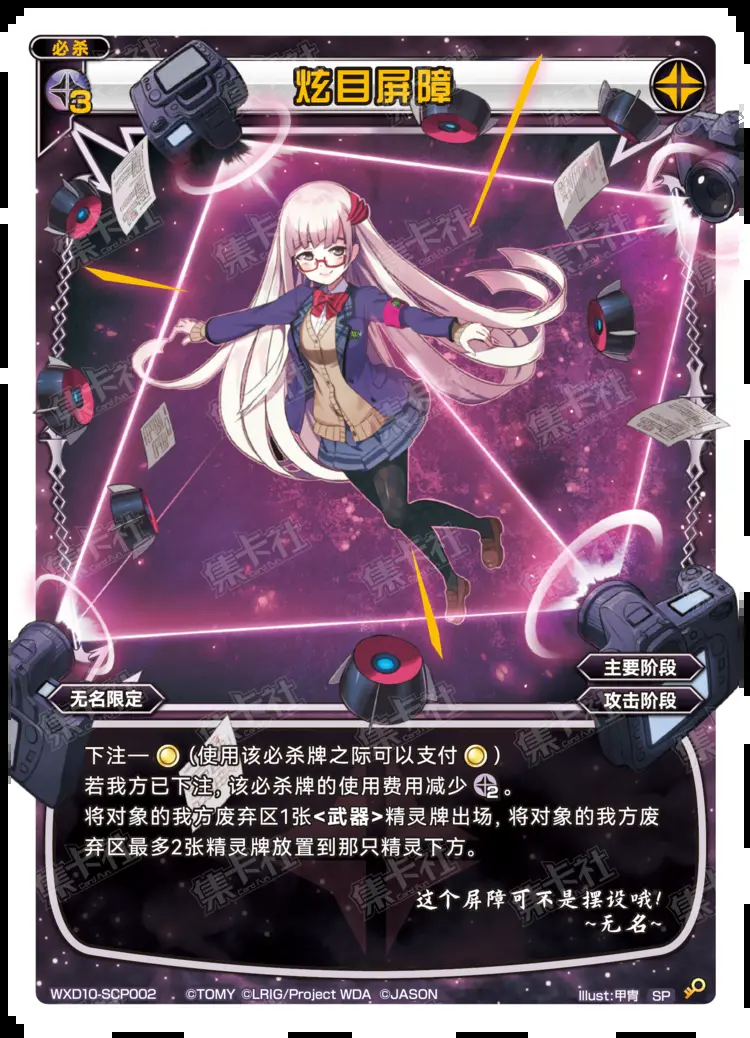 必杀
3
炫目屏障
主要阶段
无名限定
攻击阶段
下注— (使用该必杀牌之际可以支付 )
若我方已下注, 该必杀牌的使用费用减少 2 。
将对象的我方废弃区1张<武器>精灵牌出场, 将对象的我方废
弃区最多2张精灵牌放置到那只精灵下方。
这个屏障可不是摆设哦!
~无名~
WXD10-SCP002 ©TOMY ©LRIG/Project WDA ©JASON Illust:甲冑 SP
集卡社